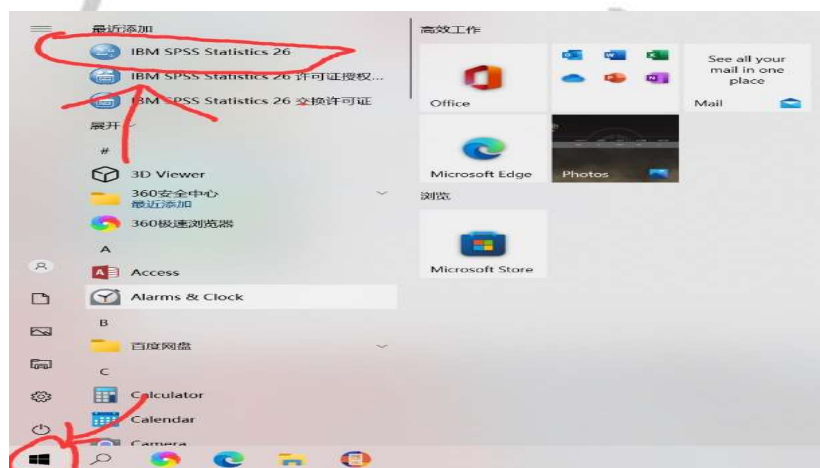 最近添加
IBM SPSS Statistics 26
IBM SPSS Statistics 26 许可证授权...
IBM SPSS Statistics 26 交换许可证
展开
#
3D Viewer
360安全中心
最近添加
360极速浏览器
A
Access
Alarms & Clock
B
百度网盘
C
Calculator
Calendar
Camera
高效工作
Office
See all your
mail in one
place
Mail
Microsoft Edge
Photos
浏览
Microsoft Store